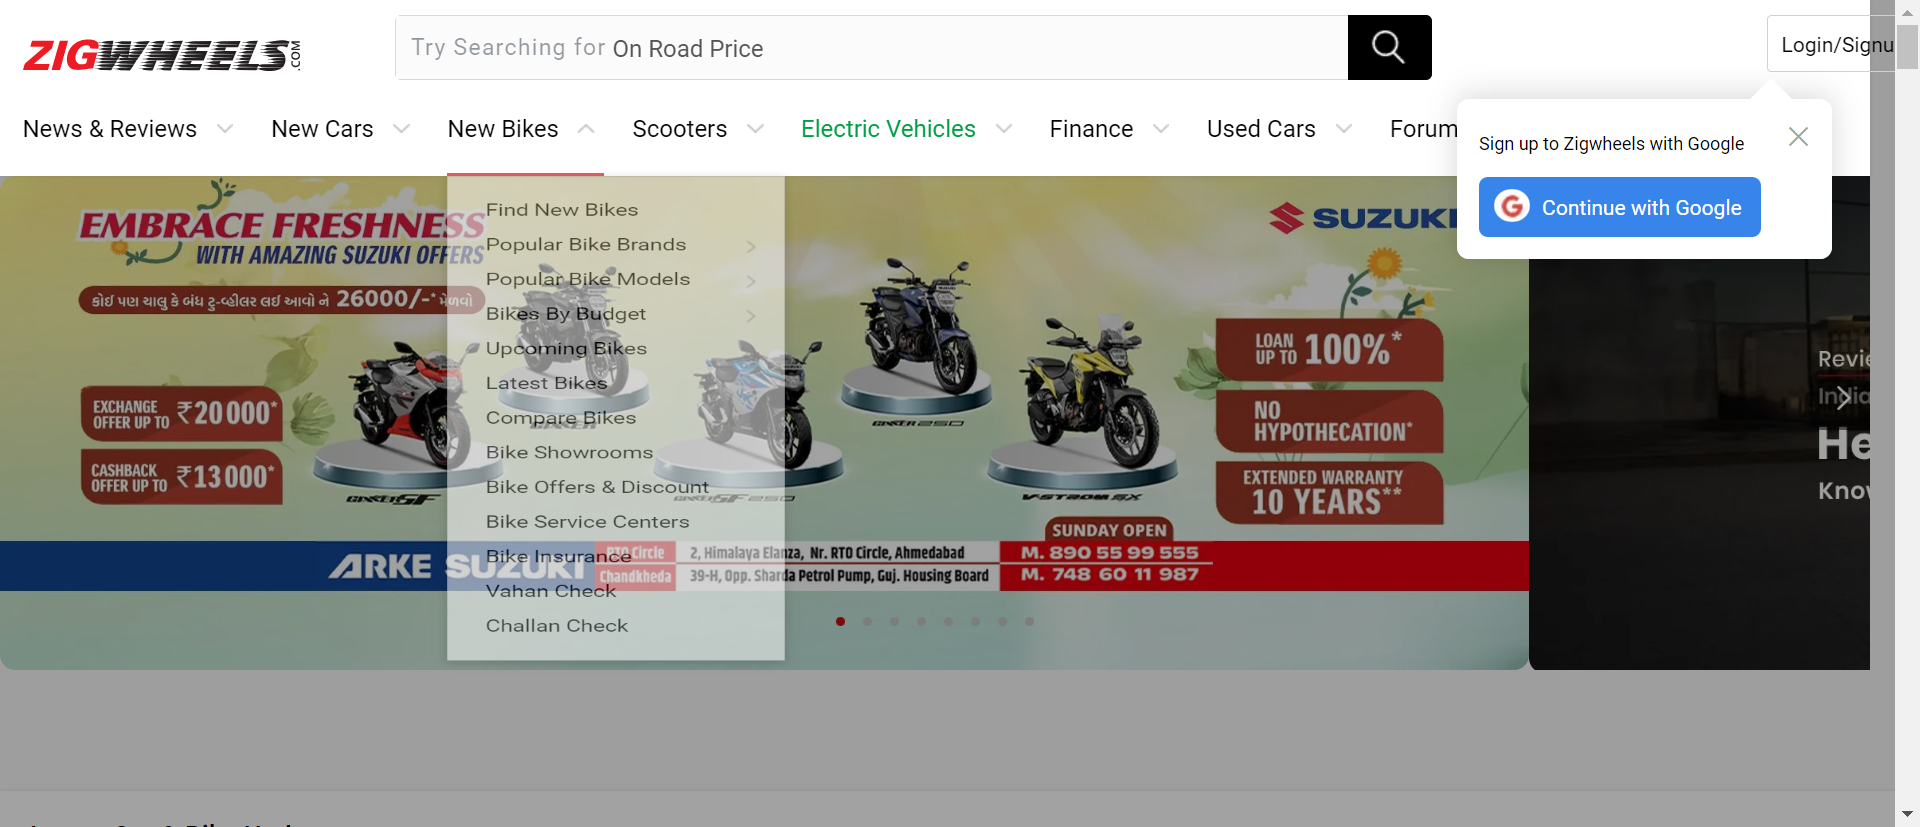 ZIGWHEELS.COM
Try Searching for On Road Price
Login/Signu
News & Reviews
New Cars
New Bikes
Scooters
Electric Vehicles
Finance
Used Cars
Forum
Sign up to Zigwheels with Google
Continue with Google
Find New Bikes
Popular Bike Brands
Popular Bike Models
Bikes By Budget
Upcoming Bikes
Latest Bikes
Compare Bikes
Bike Showrooms
Bike Offers & Discount
Bike Service Centers
Bike Insurance
Vahan Check
Challan Check
EMBRACE FRESHNESS
WITH AMAZING SUZUKI OFFERS
કોઈ પણ ચાલુ કે બંધ ટુ-વ્હીલર લઈ આવો ને 26000/-* મેળવો
EXCHANGE
OFFER UP TO ₹20000*
CASHBACK
OFFER UP TO ₹13000*
SUZUKI
LOAN
UP TO 100%*
NO
HYPOTHECATION*
EXTENDED WARRANTY
10 YEARS**
GIXXER SF
GIXXER
GIXXER SF 250
GIXXER 250
V-STROM SX
SUNDAY OPEN
ARKE SUZUKI
RTO Circle
2, Himalaya Elanza, Nr. RTO Circle, Ahmedabad
M. 890 55 99 555
Chandkheda
39-H, Opp. Sharda Petrol Pump, Guj. Housing Board
M. 748 60 11 987
Revie
India
He
Know